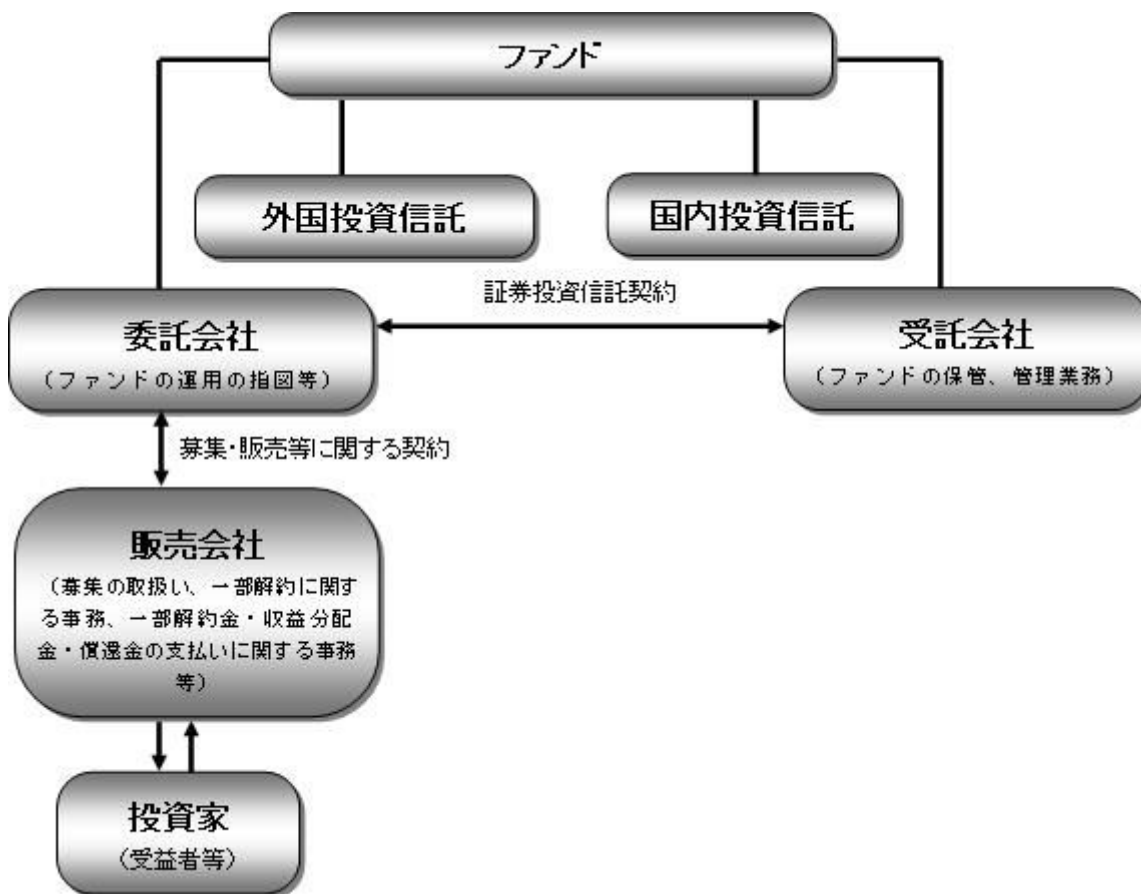 ファンド
外国投資信託
国内投資信託
証券投資信託契約
委託会社
（ファンドの運用の指図等）
受託会社
（ファンドの保管、管理業務）
募集・販売等に関する契約
販売会社
（募集の取扱い、一部解約に関す
る事務、一部解約金・収益分配
金・償還金の支払いに関する事務
等）
投資家
（受益者等）